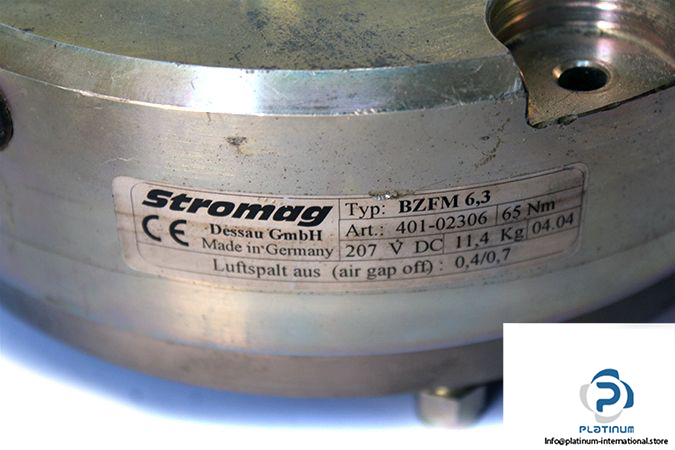 Stromag
CE
Dessau GmbH
Made in Germany
Typ: BZFM 6,3
Art.: 401-02306 65 Nm
207 V DC 11,4 Kg 04.04
Luftspalt aus (air gap off) : 0,4/0,7
PLATINUM
Info@platinum-international.store